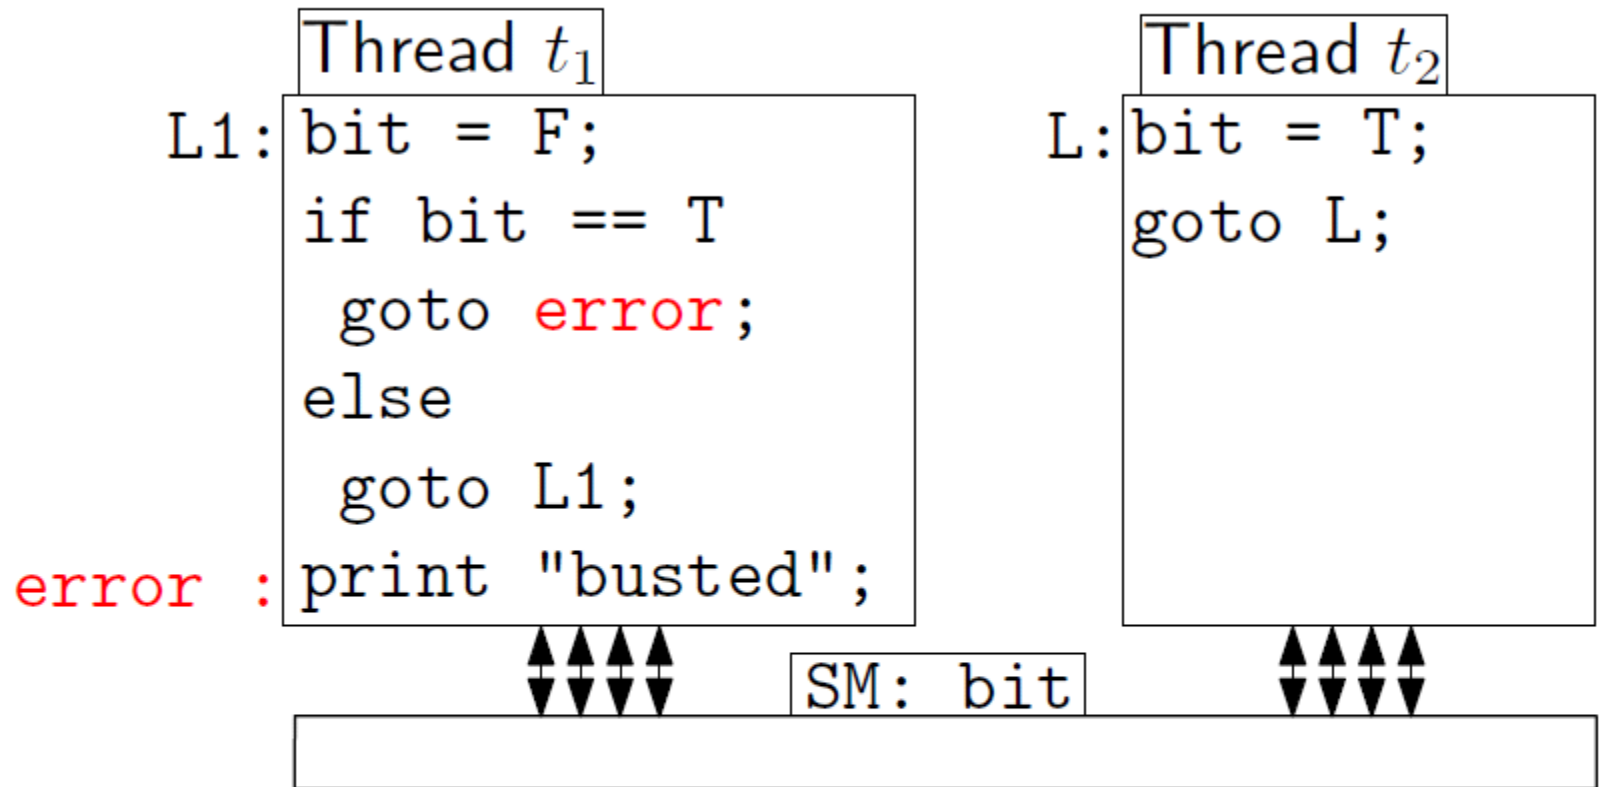 Thread t₁
L1: bit = F;
if bit == T
goto error;
else
goto L1;
error : print "busted";
Thread t₂
L: bit = T;
goto L;
SM: bit